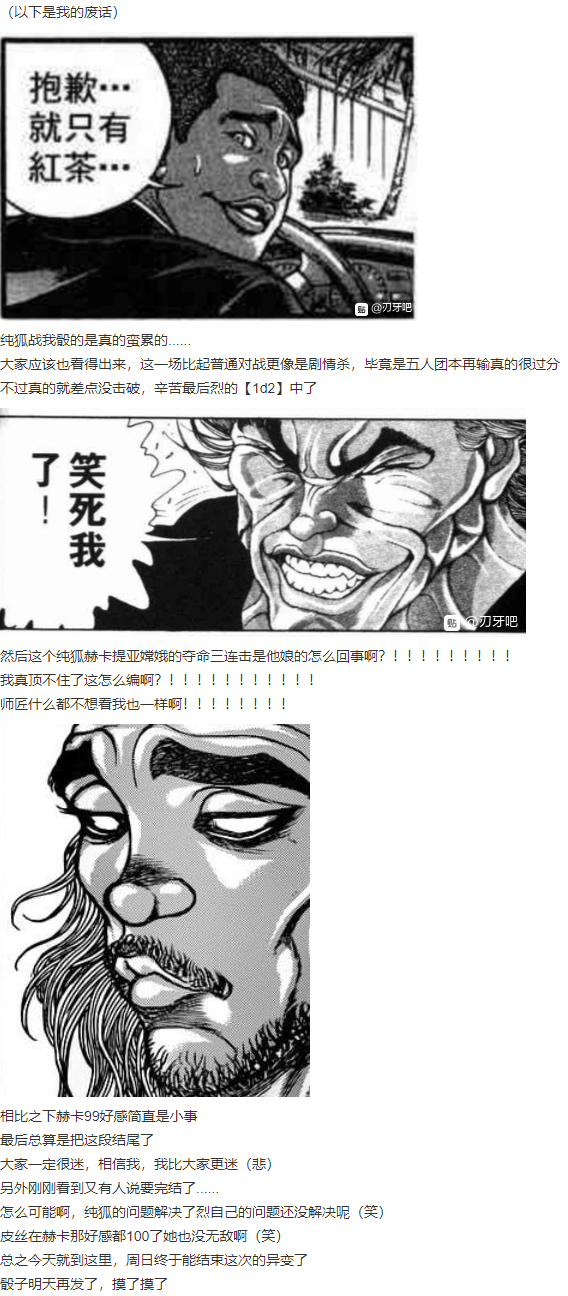 （以下是我的废话）
抱歉…
就只有
紅茶…
贴 @刃牙吧
纯狐战我骰的是真的蛮累的......
大家应该也看得出来，这一场比起普通对战更像是剧情杀，毕竟是五人团本再输真的很过分
不过真的就差点没击破，辛苦最后烈的【1d2】中了
笑死我
了！
贴 @刃牙吧
然后这个纯狐赫卡提亚嫦娥的夺命三连击是他娘的怎么回事啊？！！！！！！！！！
我真顶不住了这怎么编啊？！！！！！！！！！！！
师匠什么都不想看我也一样啊！！！！！！！！
相比之下赫卡99好感简直是小事
最后总算是把这段结尾了
大家一定很迷，相信我，我比大家更迷（悲）
另外刚刚看到又有人说要完结了......
怎么可能啊，纯狐的问题解决了烈自己的问题还没解决呢（笑）
皮丝在赫卡那好感都100了她也没无敌啊（笑）
总之今天就到这里，周日终于能结束这次的异变了
骰子明天再发了，摸了摸了